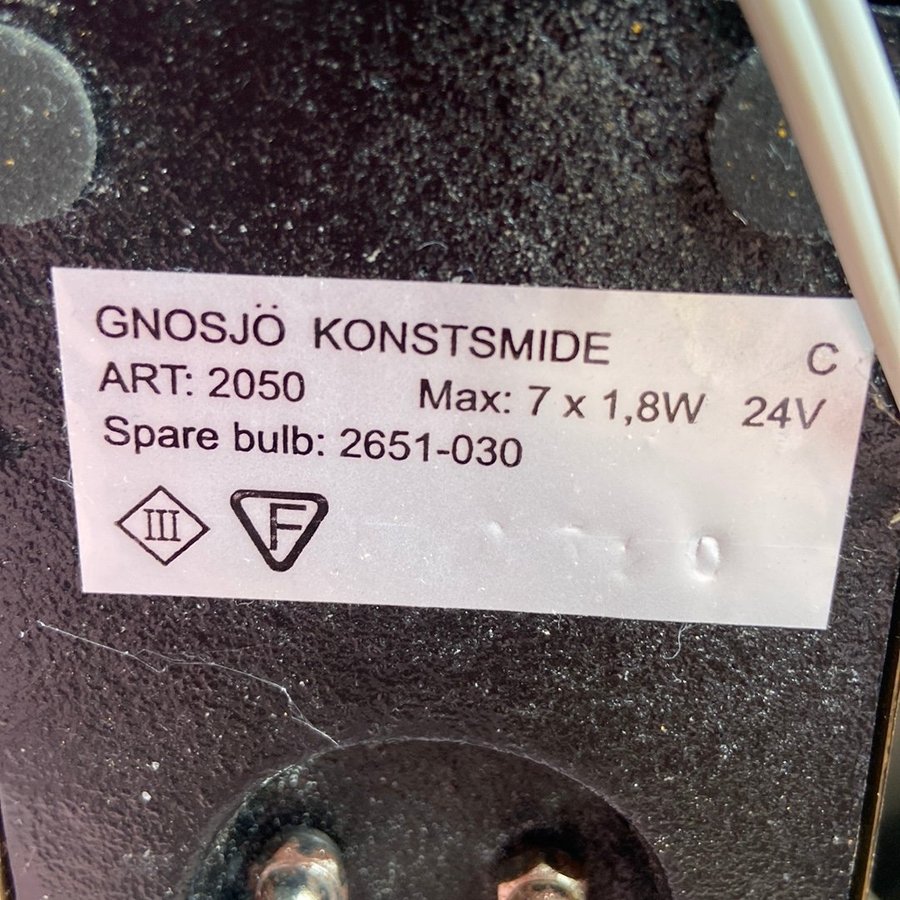 GNOSJÖ KONSTSMIDE C
ART: 2050 Max: 7 x 1,8W 24V
Spare bulb: 2651-030
III F